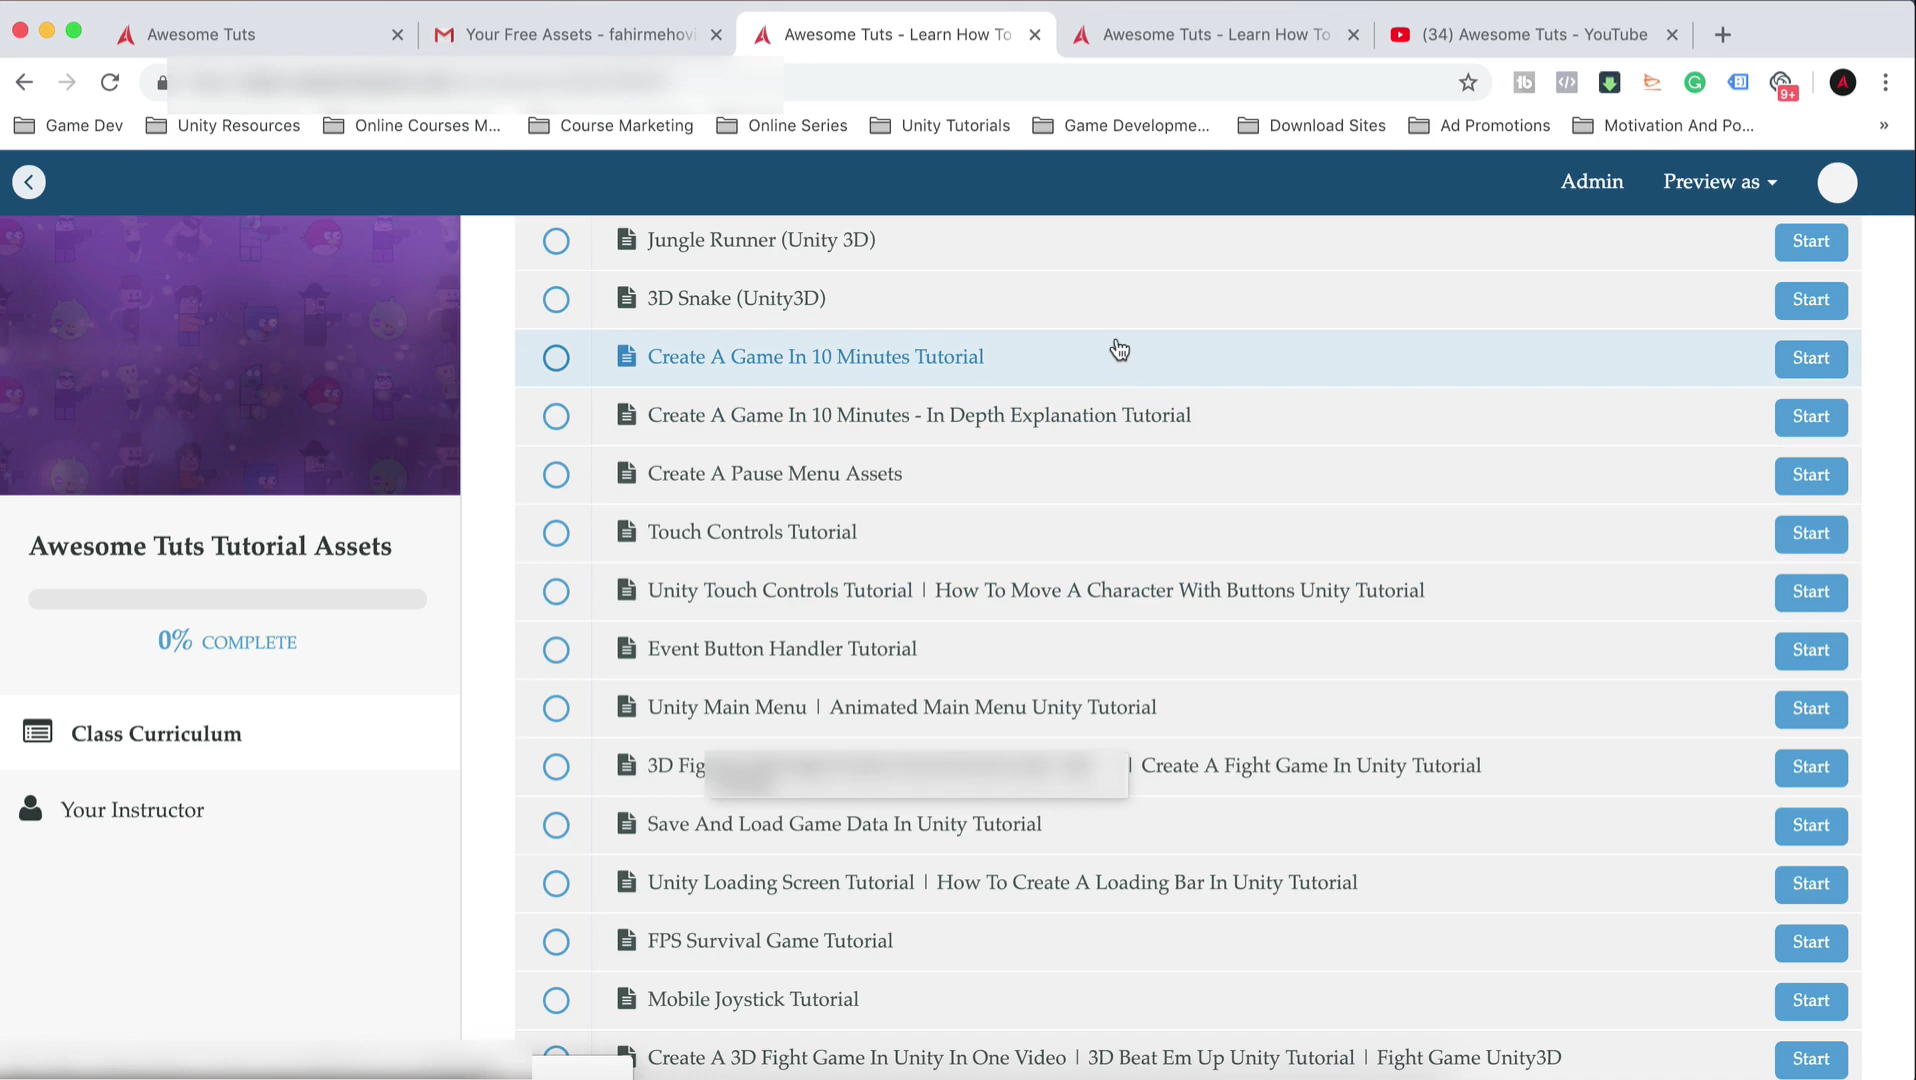 Awesome Tuts
Your Free Assets - fahirmehovi
Awesome Tuts - Learn How To
Awesome Tuts - Learn How To
(34) Awesome Tuts - YouTube
9+
Game Dev
Unity Resources
Online Courses M...
Course Marketing
Online Series
Unity Tutorials
Game Developme...
Download Sites
Ad Promotions
Motivation And Po...
»
Admin
Preview as
Jungle Runner (Unity 3D)
Start
3D Snake (Unity3D)
Start
Create A Game In 10 Minutes Tutorial
Start
Create A Game In 10 Minutes - In Depth Explanation Tutorial
Start
Create A Pause Menu Assets
Start
Touch Controls Tutorial
Start
Unity Touch Controls Tutorial | How To Move A Character With Buttons Unity Tutorial
Start
Event Button Handler Tutorial
Start
Unity Main Menu | Animated Main Menu Unity Tutorial
Start
3D Fig | Create A Fight Game In Unity Tutorial
Start
Save And Load Game Data In Unity Tutorial
Start
Unity Loading Screen Tutorial | How To Create A Loading Bar In Unity Tutorial
Start
FPS Survival Game Tutorial
Start
Mobile Joystick Tutorial
Start
Create A 3D Fight Game In Unity In One Video | 3D Beat Em Up Unity Tutorial | Fight Game Unity3D
Start
Awesome Tuts Tutorial Assets
0% COMPLETE
Class Curriculum
Your Instructor